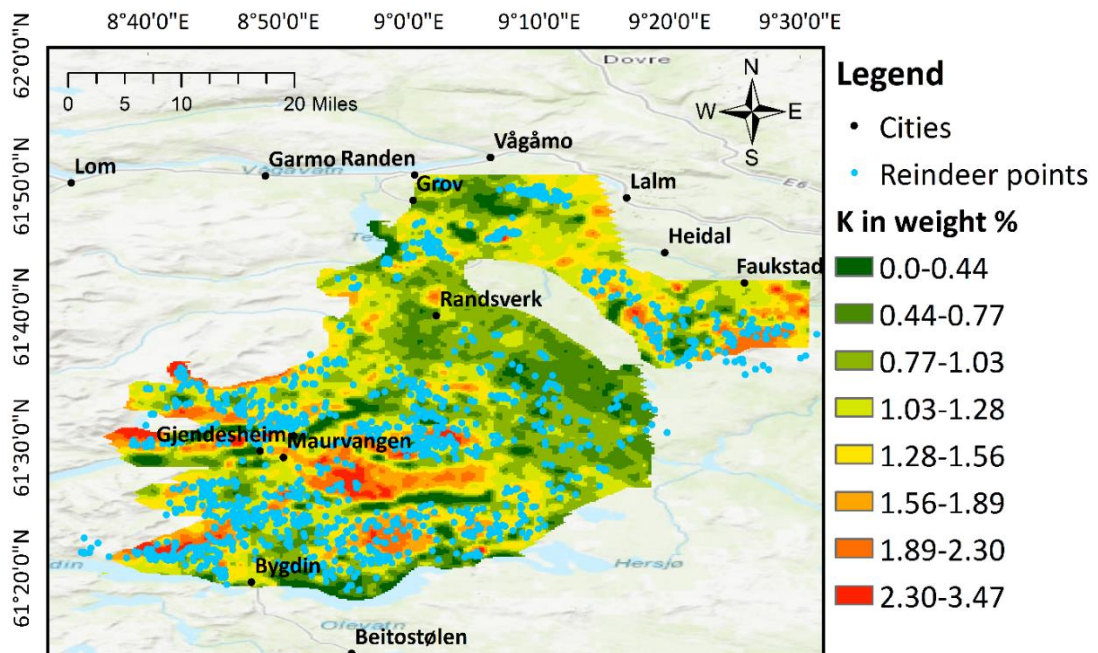 8°40'0"E 8°50'0"E 9°0'0"E 9°10'0"E 9°20'0"E 9°30'0"E
62°0'0"N
61°50'0"N
61°40'0"N
61°30'0"N
61°20'0"N
0 5 10 20 Miles
N
W E
S
Dovre
E6
Lom
Garmo
Randen
Vågåmo
Vågåvatn
Grov
Lalm
Heidal
Faukstad
Randsverk
Gjendesheim
Maurvangen
Bygdin
din
Hersjø
Olevatn
Beitostølen
Legend
Cities
Reindeer points
K in weight %
0.0-0.44
0.44-0.77
0.77-1.03
1.03-1.28
1.28-1.56
1.56-1.89
1.89-2.30
2.30-3.47